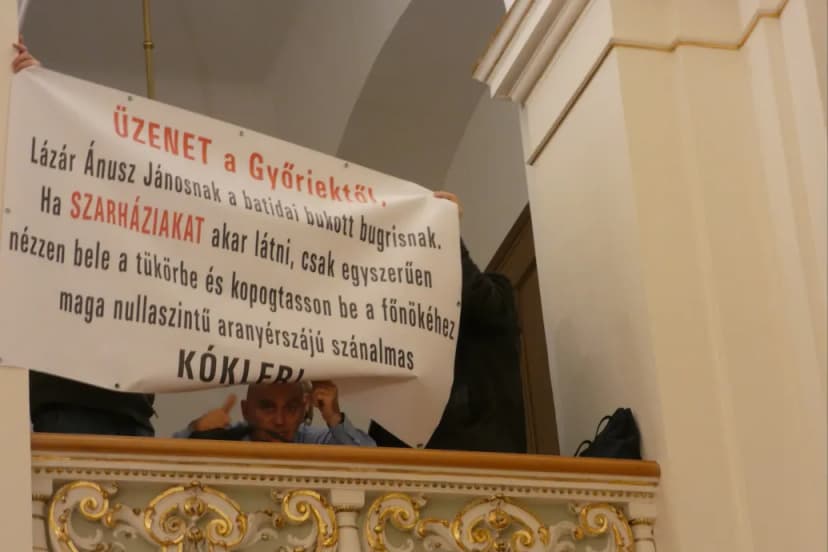 ÜZENET a Győriektől.
Lázár Ánusz Jánosnak a batidai bukott bugrisnak.
Ha SZARHÁZIAKAT akar látni, csak egyszerűen
nézzen bele a tükörbe és kopogtasson be a főnökéhez
maga nullaszintű aranyérszájú szánalmas
KÓKLER!